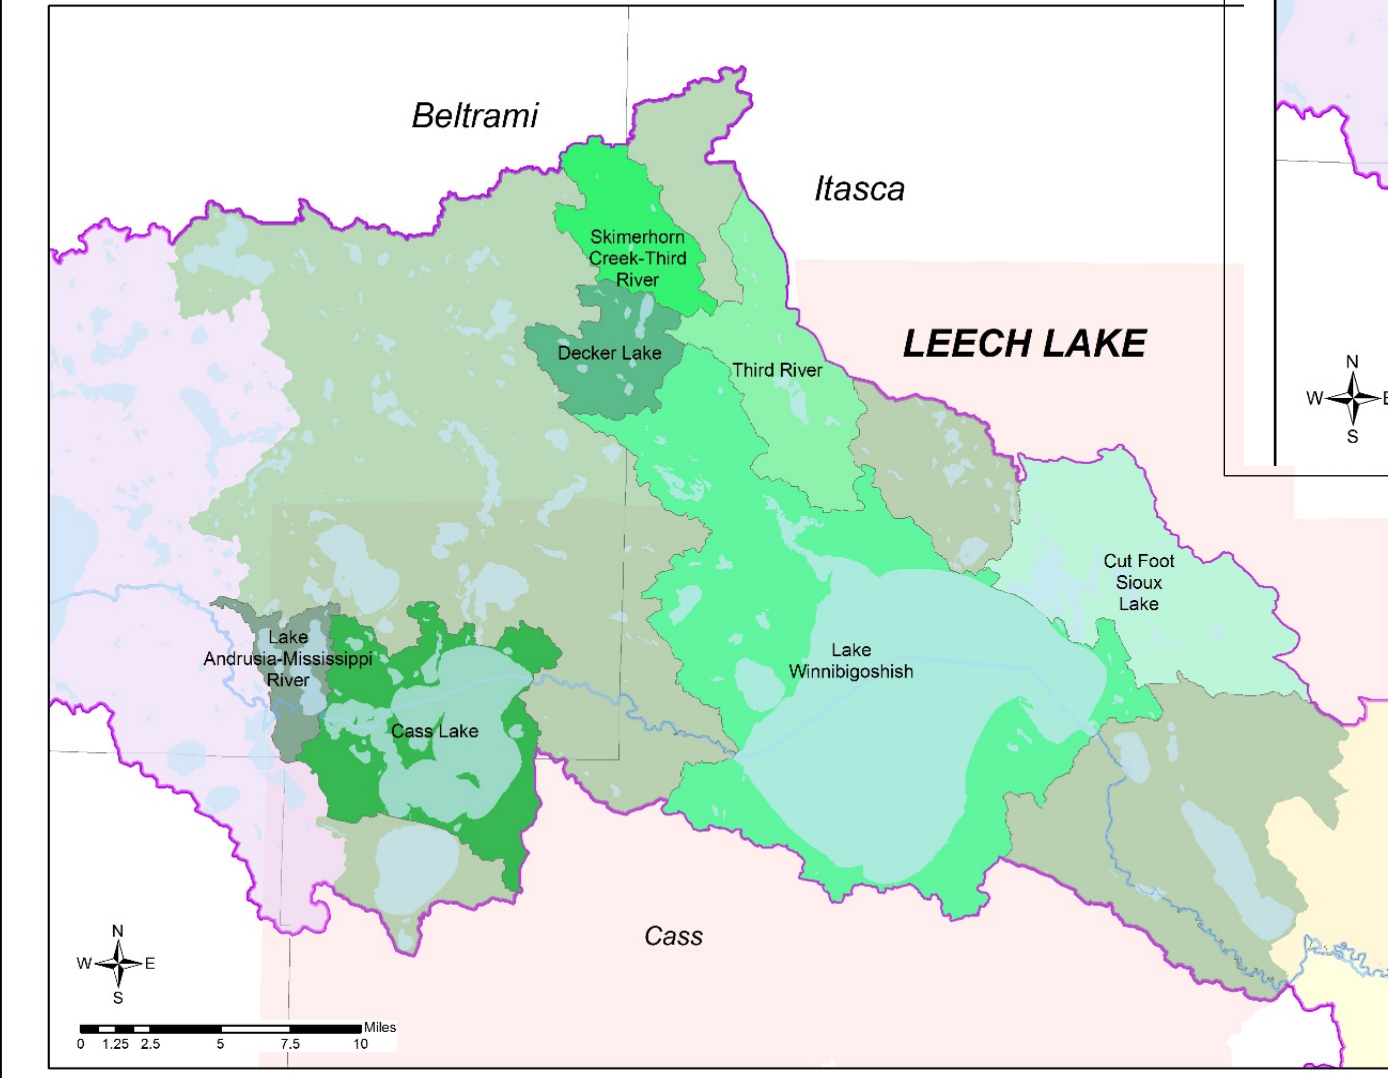 Beltrami
Itasca
Skimerhorn
Creek-Third
River
LEECH LAKE
Decker Lake
Third River
N
W
E
S
Cut Foot
Sioux
Lake
Lake
Andrusia-Mississippi
River
Lake
Winnibigoshish
Cass Lake
Cass
N
W
E
S
Miles
0 1.25 2.5 5 7.5 10